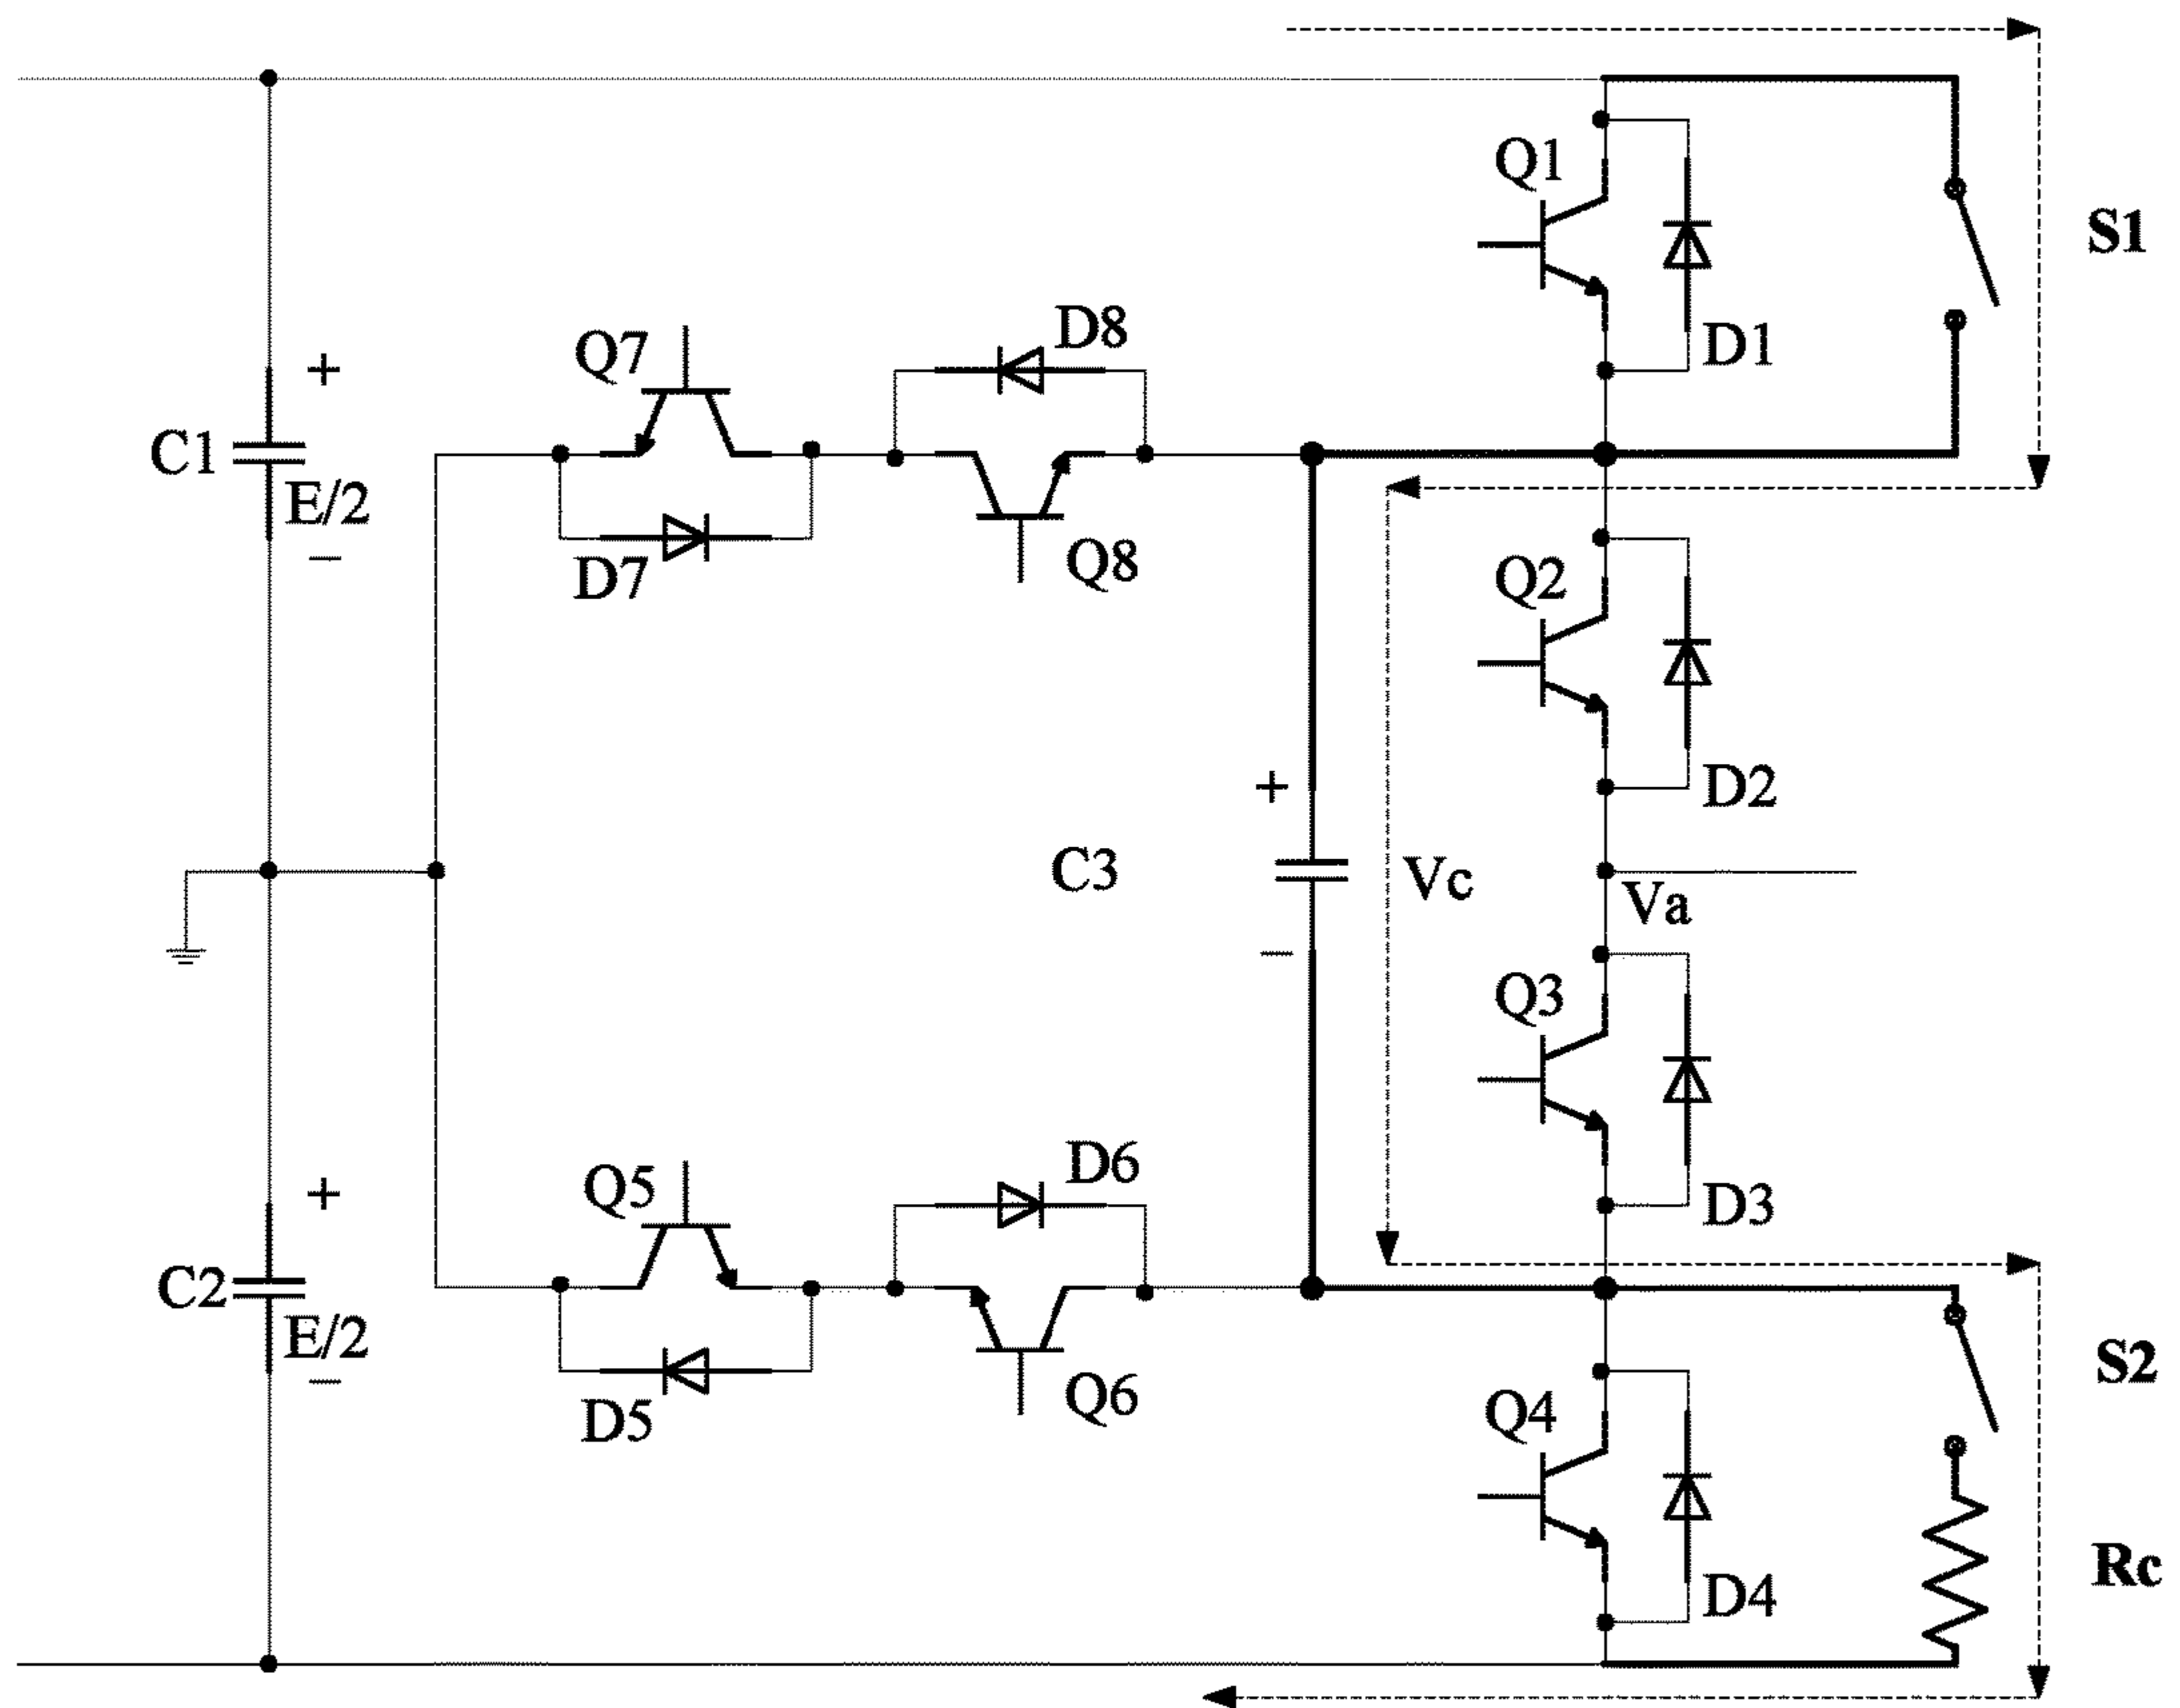 S1
Q1
D1
D8
Q7
+
C1
E/2
−
D7
Q8
Q2
D2
+
C3
Vc
Va
−
Q3
D3
D6
Q5
+
C2
E/2
−
D5
Q6
S2
Q4
D4
Rc